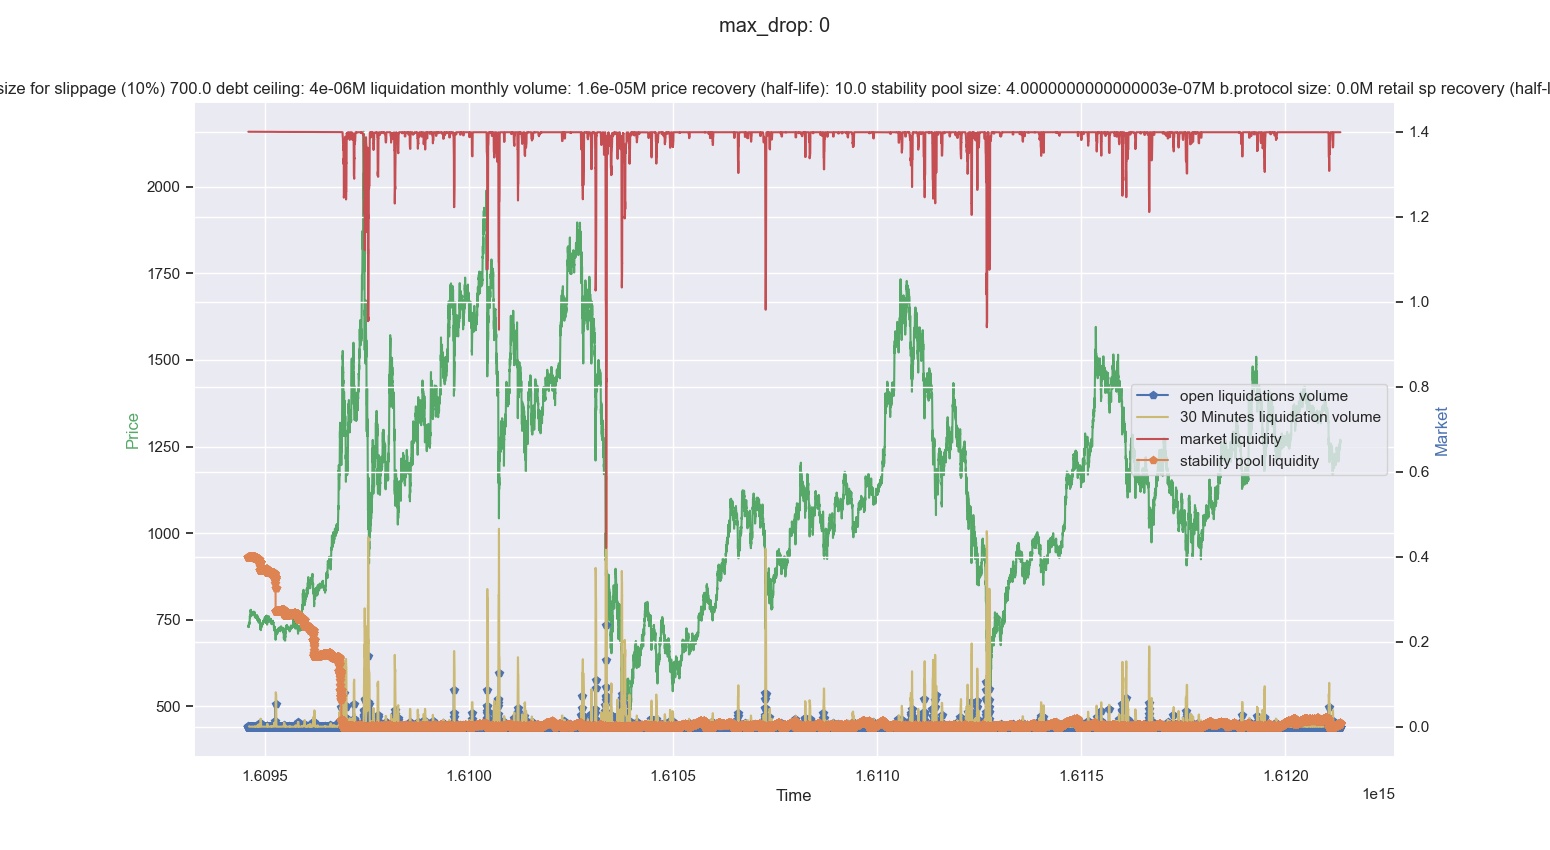 max_drop: 0
size for slippage (10%) 700.0 debt ceiling: 4e-06M liquidation monthly volume: 1.6e-05M price recovery (half-life): 10.0 stability pool size: 4.0000000000000003e-07M b.protocol size: 0.0M retail sp recovery (half-l
2000
1750
1500
1250
1000
750
500
Price
1.4
1.2
1.0
0.8
0.6
0.4
0.2
0.0
Market
open liquidations volume
30 Minutes liquidation volume
market liquidity
stability pool liquidity
1.6095
1.6100
1.6105
1.6110
1.6115
1.6120
Time
1e15